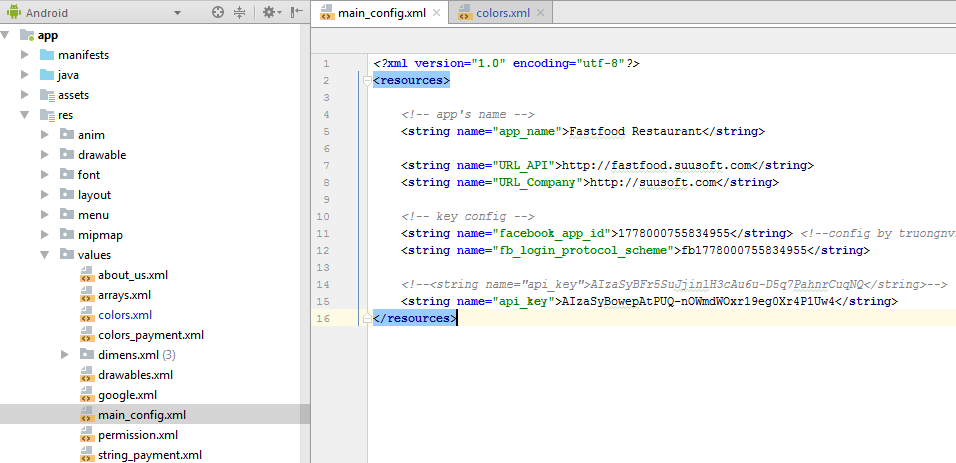 Android
main_config.xml
colors.xml
app
manifests
java
assets
res
anim
drawable
font
layout
menu
mipmap
values
about_us.xml
arrays.xml
colors.xml
colors_payment.xml
dimens.xml (3)
drawables.xml
google.xml
main_config.xml
permission.xml
string_payment.xml
1 <?xml version="1.0" encoding="utf-8"?>
2 <resources>
3
4 <!-- app's name -->
5 <string name="app_name">Fastfood Restaurant</string>
6
7 <string name="URL_API">http://fastfood.suusoft.com</string>
8 <string name="URL_Company">http://suusoft.com</string>
9
10 <!-- key config -->
11 <string name="facebook_app_id">1778000755834955</string> <!--config by truongnv
12 <string name="fb_login_protocol_scheme">fb1778000755834955</string>
13
14 <!--<string name="api_key">AIzaSyBFr5SuJjinlH3cAu6u-D5q7PahnrCuqNQ</string>-->
15 <string name="api_key">AIzaSyBowepAtPUQ-nOWmdWOxr19eg0Xr4P1Uw4</string>
16 </resources>